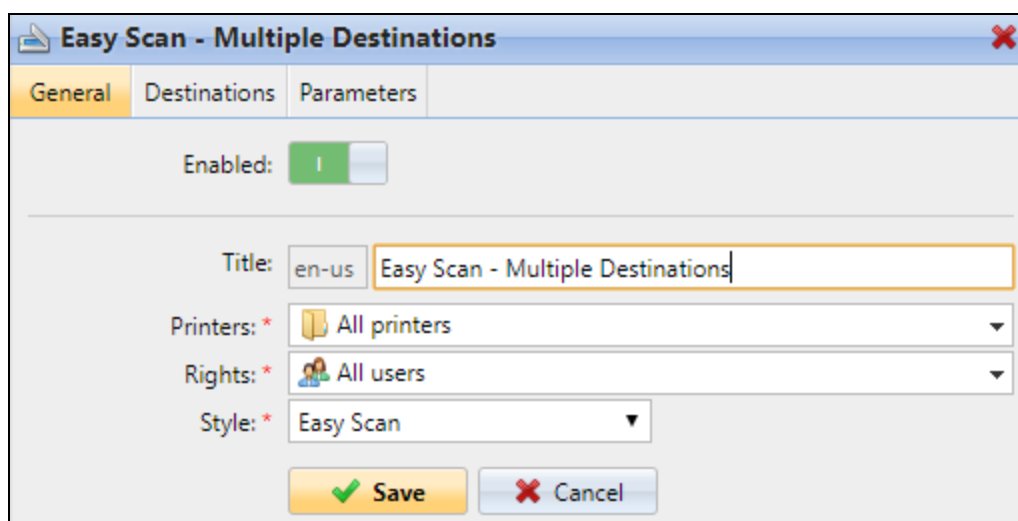 Easy Scan - Multiple Destinations
General Destinations Parameters
Enabled: I
Title: en-us Easy Scan - Multiple Destinations
Printers: * All printers
Rights: * All users
Style: * Easy Scan
Save Cancel